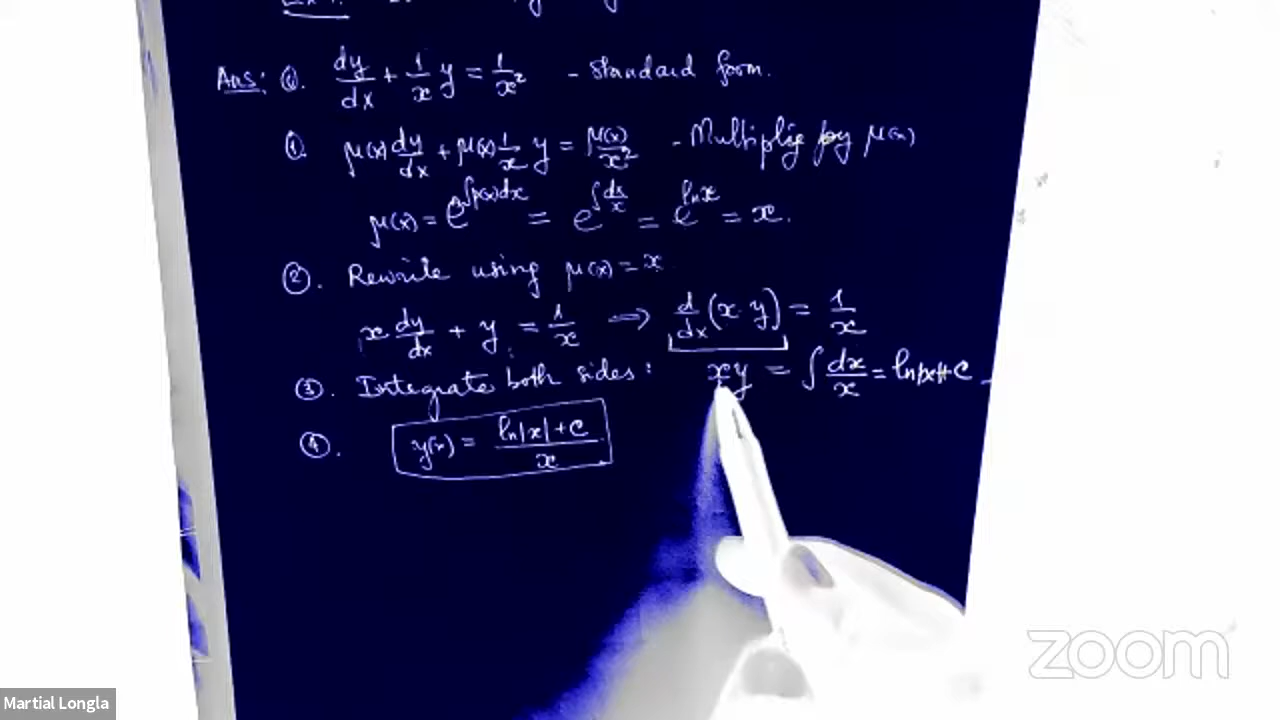 Ans: ⓪. dy/dx + 1/x y = 1/x² - Standard form.
①. μ(x) dy/dx + μ(x) 1/x y = μ(x)/x² - Multiply by μ(x)
μ(x) = e^∫p(x)dx = e^∫dx/x = e^ln x = x.
②. Rewrite using μ(x) = x
x dy/dx + y = 1/x ⟹ d/dx (x·y) = 1/x
③. Integrate both sides: xy = ∫ dx/x = ln|x| + c
④. y(x) = (ln|x| + c)/x
zoom
Martial Longla